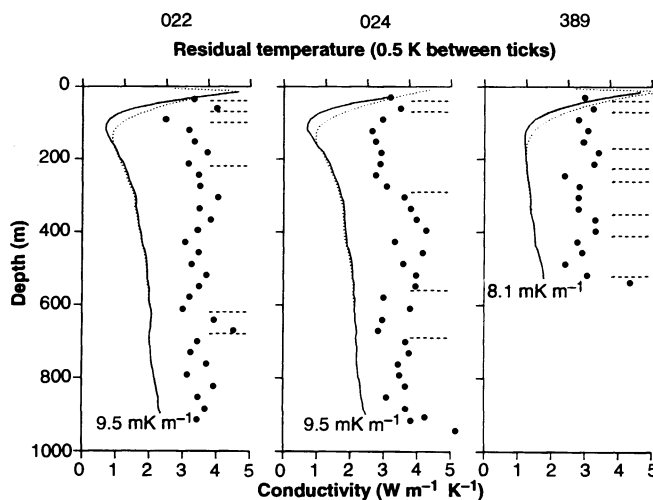 022 024 389
Residual temperature (0.5 K between ticks)
0
200
400
600
800
1000
Depth (m)
9.5 mK m⁻¹
9.5 mK m⁻¹
8.1 mK m⁻¹
0 1 2 3 4 5 0 1 2 3 4 5 0 1 2 3 4 5
Conductivity (W m⁻¹ K⁻¹)